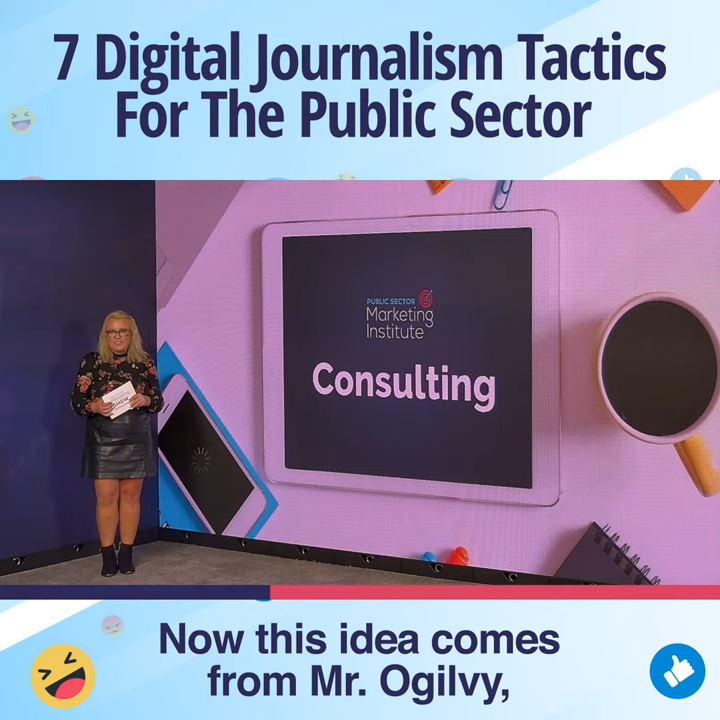 7 Digital Journalism Tactics
For The Public Sector
PUBLIC SECTOR
Marketing
Institute
Consulting
SHOW
Now this idea comes
from Mr. Ogilvy,